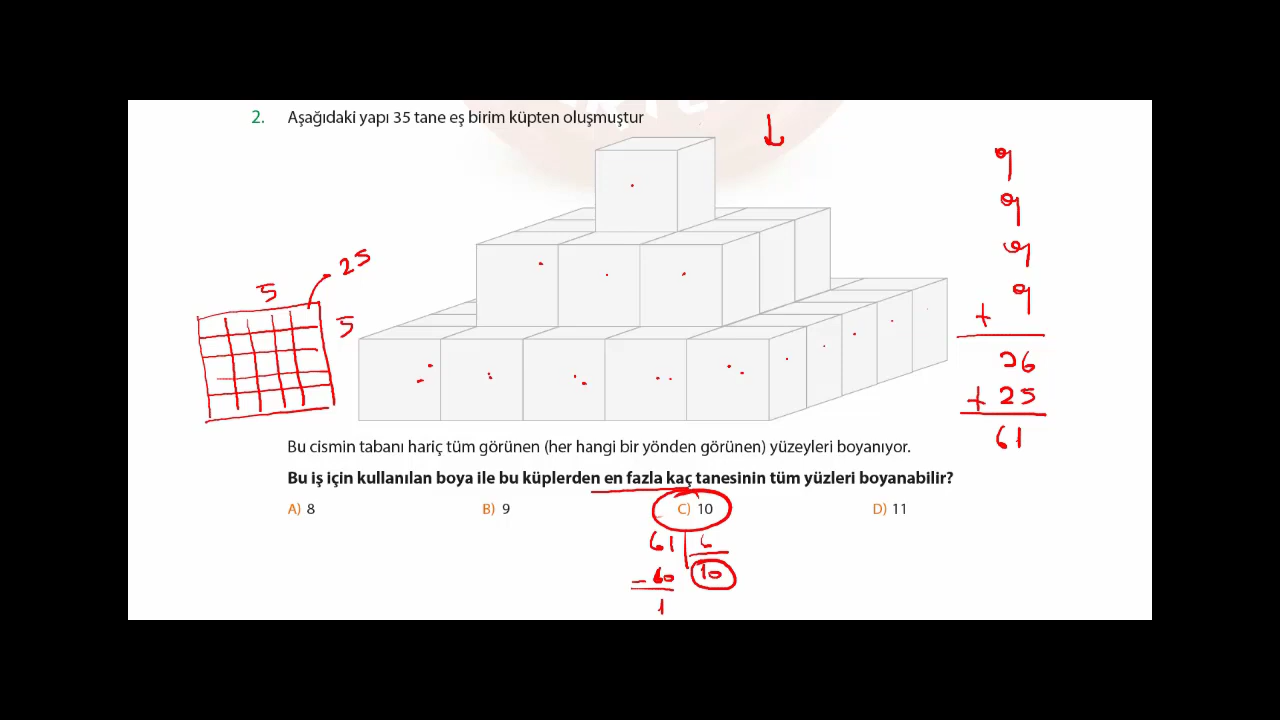 2. Aşağıdaki yapı 35 tane eş birim küpten oluşmuştur
9
9
9
+ 9
36
+ 25
61
5
25
5
Bu cismin tabanı hariç tüm görünen (her hangi bir yönden görünen) yüzeyleri boyanıyor.
Bu iş için kullanılan boya ile bu küplerden en fazla kaç tanesinin tüm yüzleri boyanabilir?
A) 8 B) 9 C) 10 D) 11
61 6
- 60 10
1